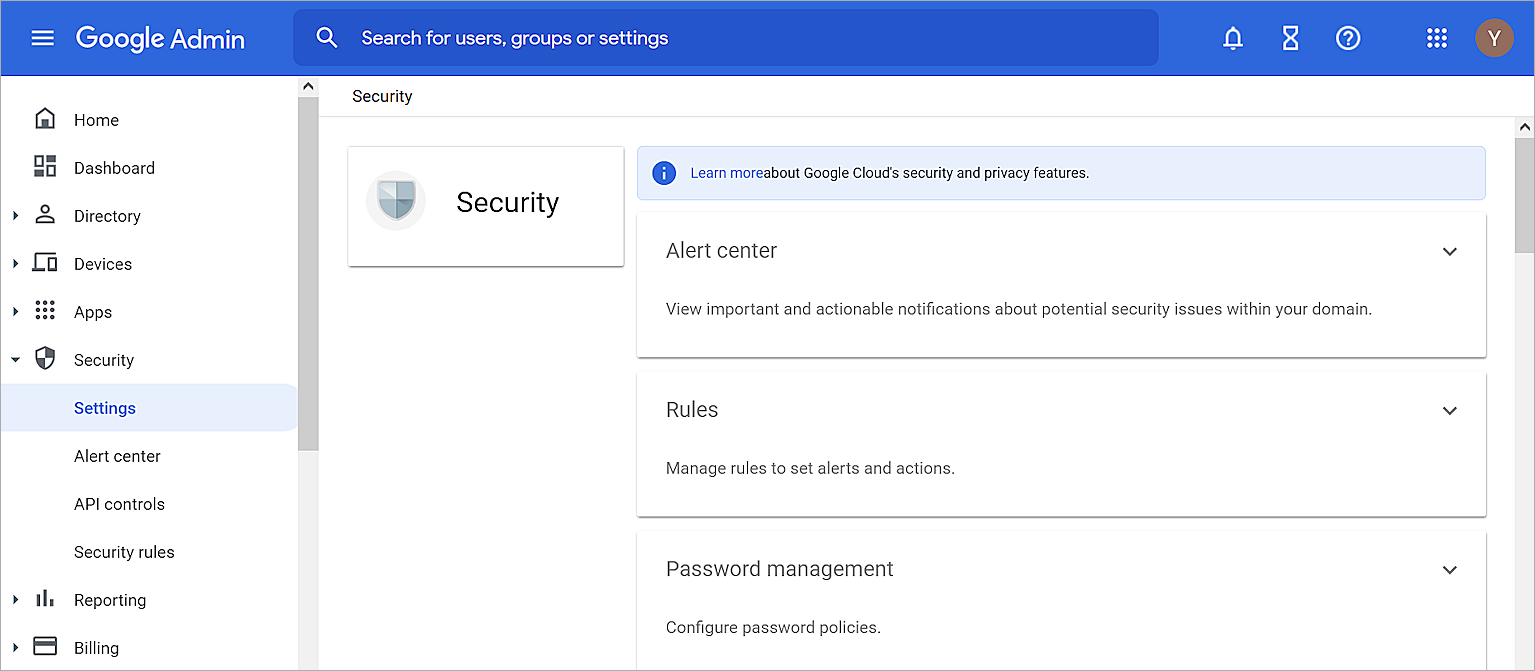 Google Admin
Search for users, groups or settings
Y
Home
Dashboard
Directory
Devices
Apps
Security
Settings
Alert center
API controls
Security rules
Reporting
Billing
Security
Security
Learn moreabout Google Cloud's security and privacy features.
Alert center
View important and actionable notifications about potential security issues within your domain.
Rules
Manage rules to set alerts and actions.
Password management
Configure password policies.